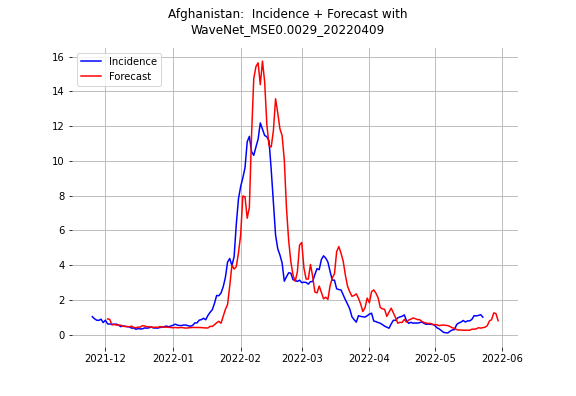 Afghanistan:  Incidence + Forecast with
WaveNet_MSE0.0029_20220409
Incidence
Forecast
16
14
12
10
8
6
4
2
0
2021-12 2022-01 2022-02 2022-03 2022-04 2022-05 2022-06